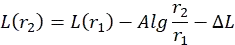 L(r₂) = L(r₁) − Alg r₂/r₁ − ΔL